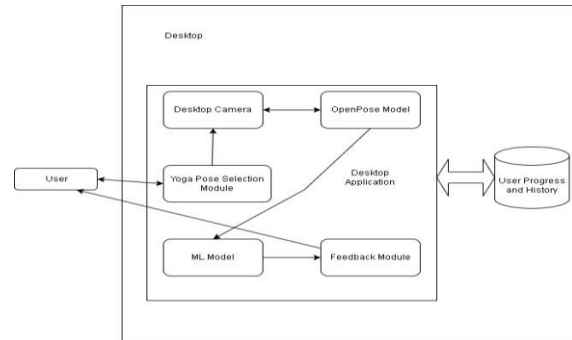 Desktop
Desktop Camera
OpenPose Model
User
Yoga Pose Selection
Module
Desktop
Application
User Progress
and History
ML Model
Feedback Module